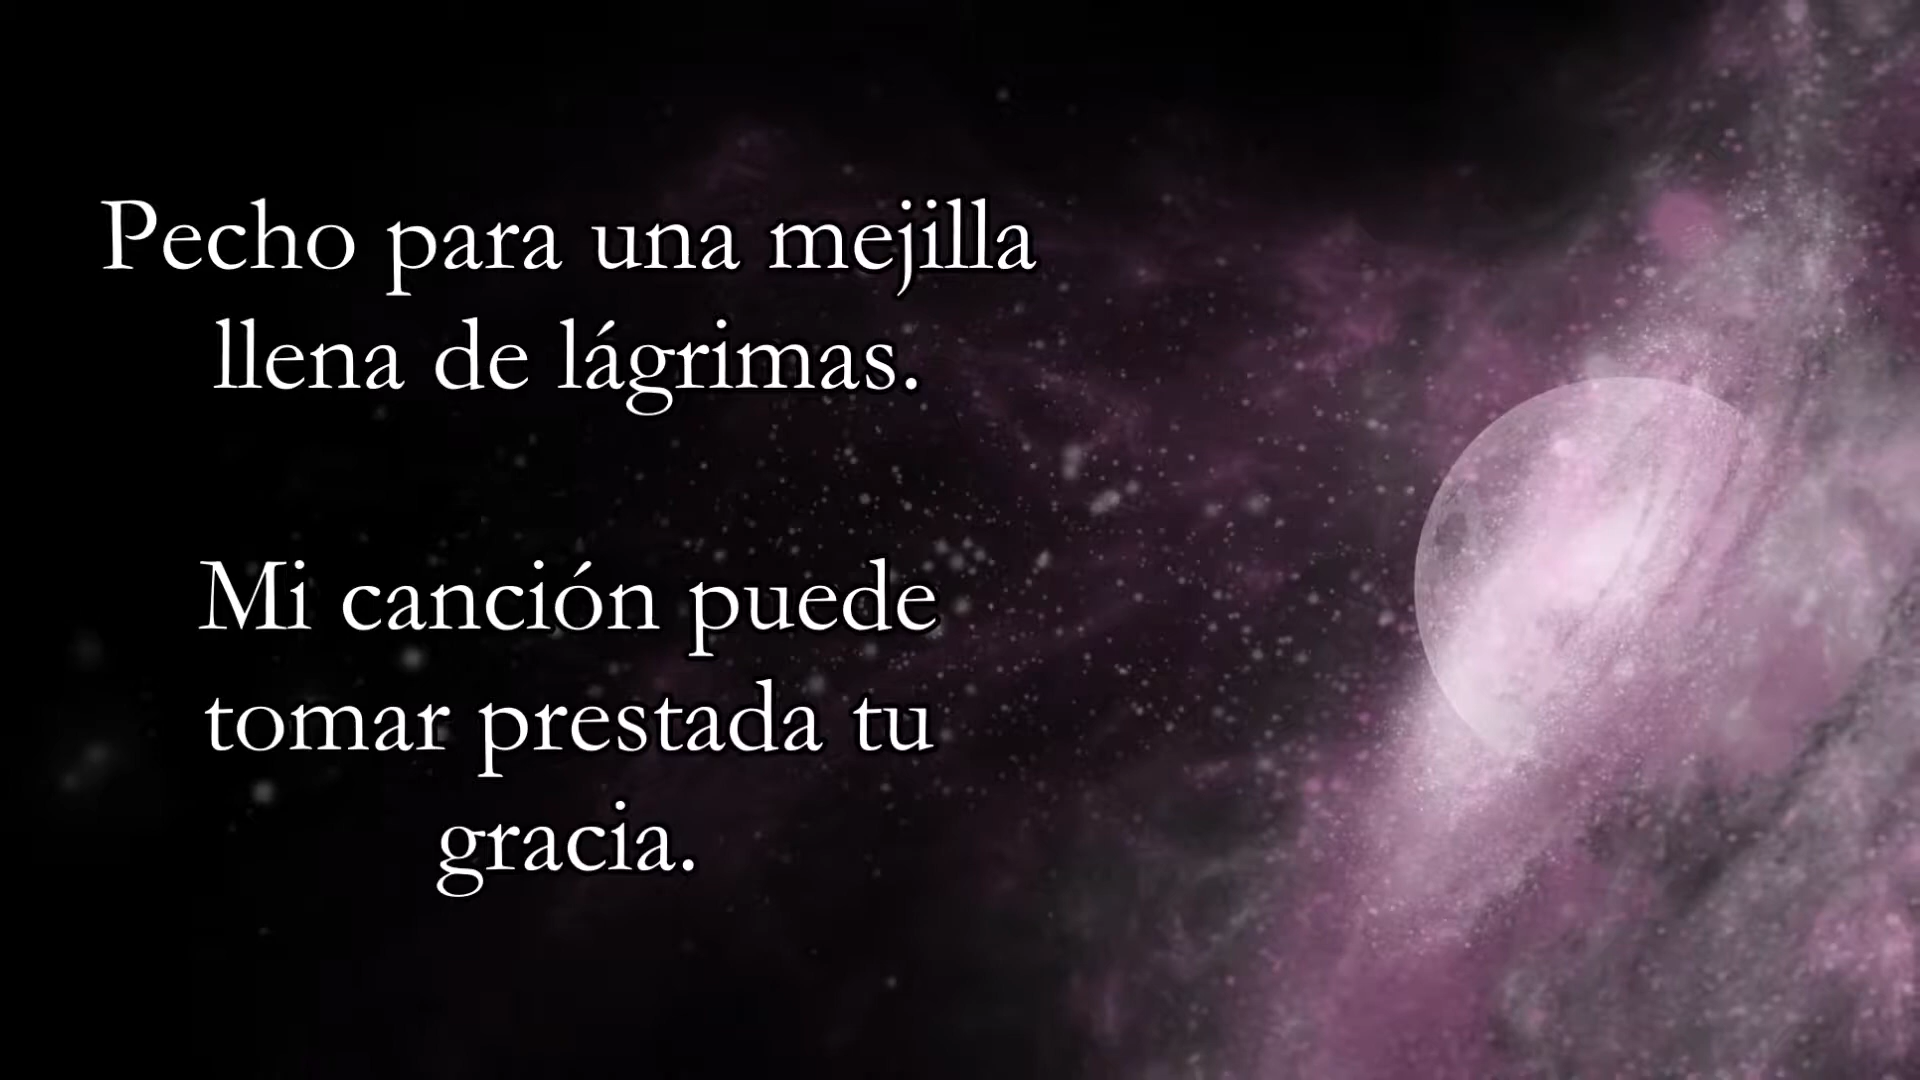 Pecho para una mejilla
llena de lágrimas.
Mi canción puede
tomar prestada tu
gracia.